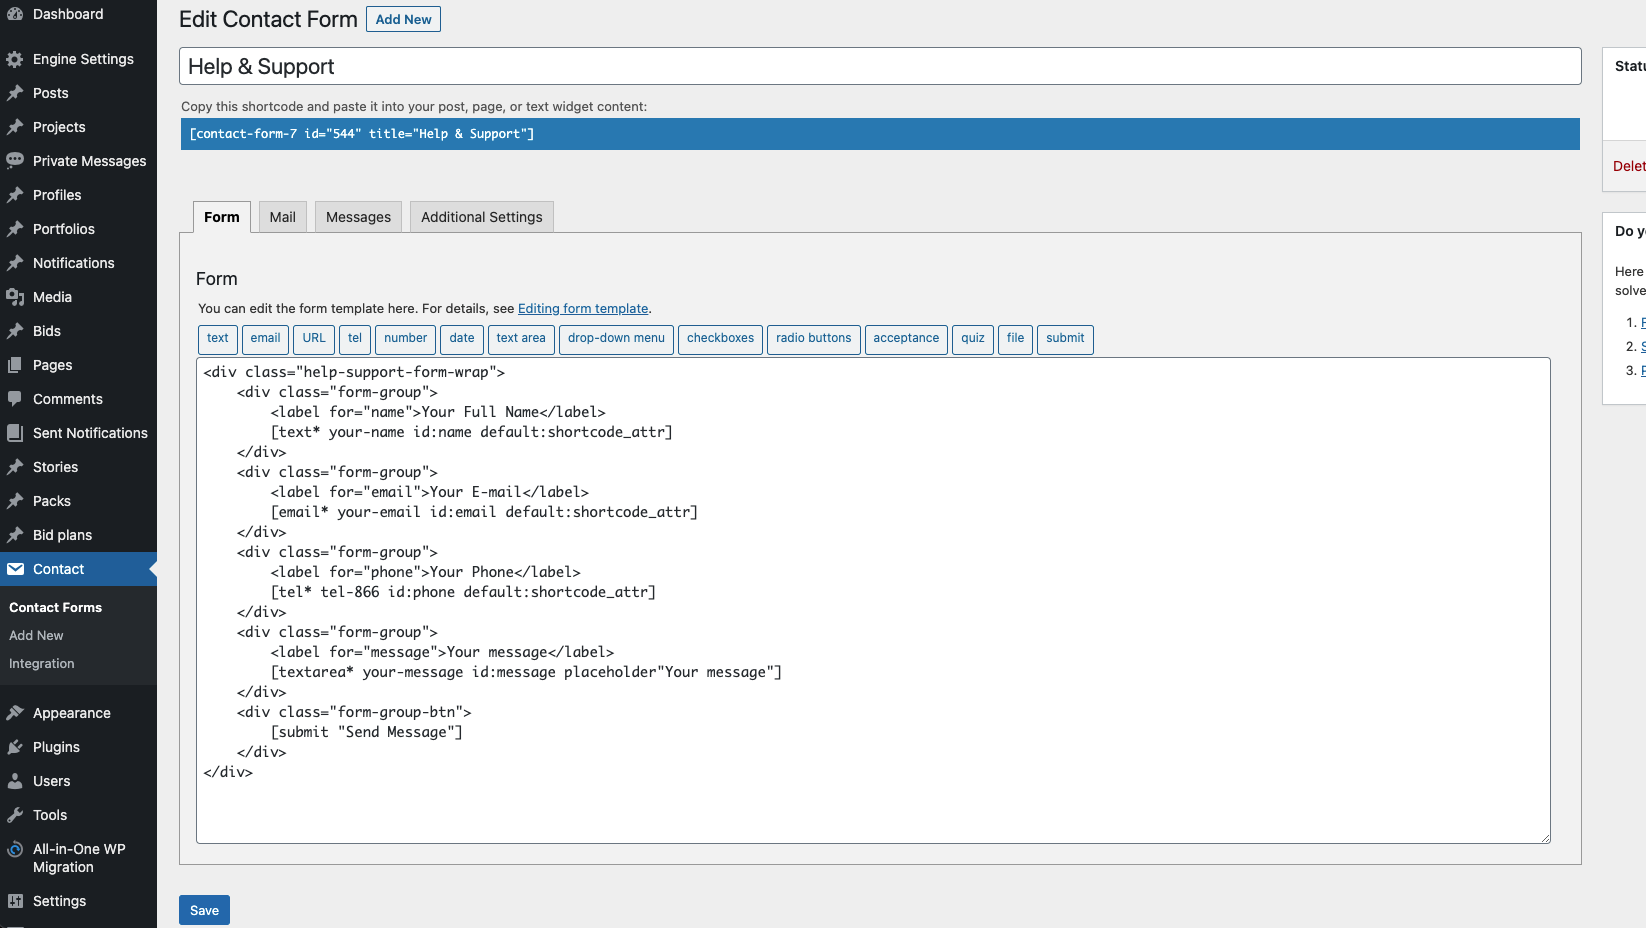 Dashboard
Engine Settings
Posts
Projects
Private Messages
Profiles
Portfolios
Notifications
Media
Bids
Pages
Comments
Sent Notifications
Stories
Packs
Bid plans
Contact
Contact Forms
Add New
Integration
Appearance
Plugins
Users
Tools
All-in-One WP
Migration
Settings
Edit Contact Form
Add New
Help & Support
Copy this shortcode and paste it into your post, page, or text widget content:
[contact-form-7 id="544" title="Help & Support"]
Form Mail Messages Additional Settings
Form
You can edit the form template here. For details, see Editing form template.
text email URL tel number date text area drop-down menu checkboxes radio buttons acceptance quiz file submit
<div class="help-support-form-wrap">
    <div class="form-group">
        <label for="name">Your Full Name</label>
        [text* your-name id:name default:shortcode_attr]
    </div>
    <div class="form-group">
        <label for="email">Your E-mail</label>
        [email* your-email id:email default:shortcode_attr]
    </div>
    <div class="form-group">
        <label for="phone">Your Phone</label>
        [tel* tel-866 id:phone default:shortcode_attr]
    </div>
    <div class="form-group">
        <label for="message">Your message</label>
        [textarea* your-message id:message placeholder"Your message"]
    </div>
    <div class="form-group-btn">
        [submit "Send Message"]
    </div>
</div>
Save
Statu
Delet
Do y
Here
solve
1.
2. S
3.